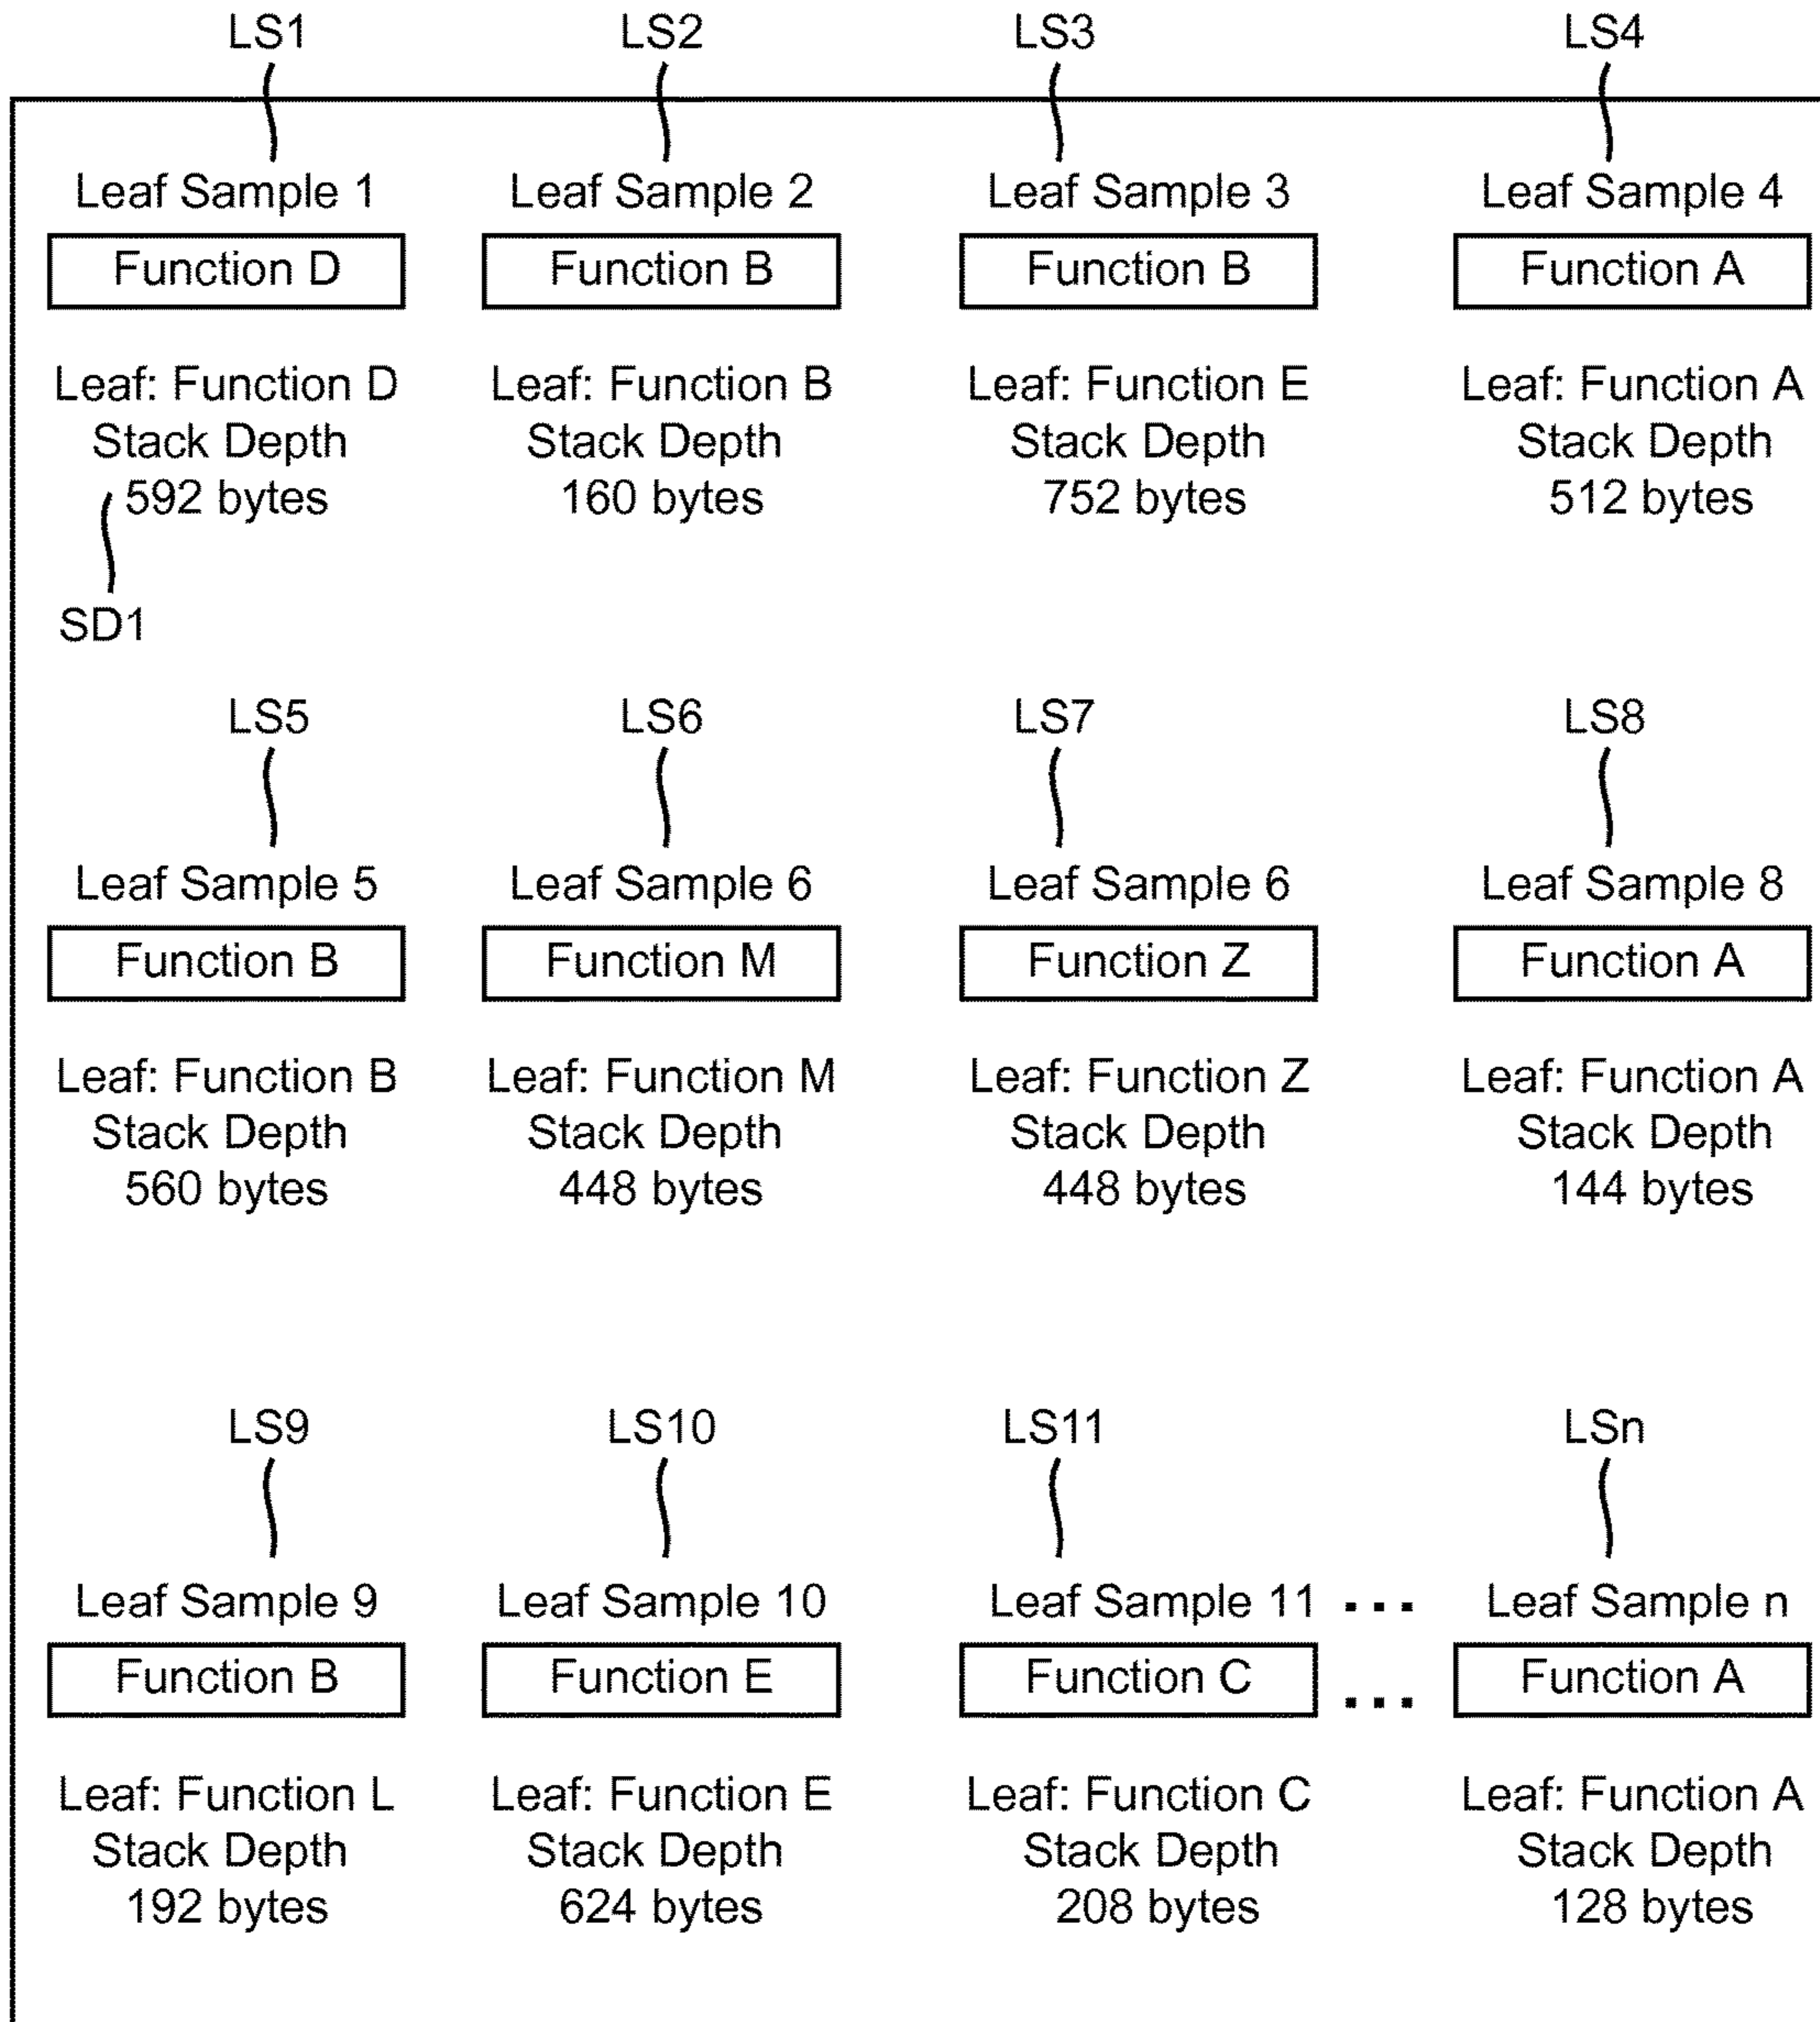 LS1 LS2 LS3 LS4
Leaf Sample 1 Leaf Sample 2 Leaf Sample 3 Leaf Sample 4
Function D Function B Function B Function A
Leaf: Function D Leaf: Function B Leaf: Function E Leaf: Function A
Stack Depth Stack Depth Stack Depth Stack Depth
592 bytes 160 bytes 752 bytes 512 bytes
SD1
LS5 LS6 LS7 LS8
Leaf Sample 5 Leaf Sample 6 Leaf Sample 6 Leaf Sample 8
Function B Function M Function Z Function A
Leaf: Function B Leaf: Function M Leaf: Function Z Leaf: Function A
Stack Depth Stack Depth Stack Depth Stack Depth
560 bytes 448 bytes 448 bytes 144 bytes
LS9 LS10 LS11 LSn
Leaf Sample 9 Leaf Sample 10 Leaf Sample 11 ... Leaf Sample n
Function B Function E Function C ... Function A
Leaf: Function L Leaf: Function E Leaf: Function C Leaf: Function A
Stack Depth Stack Depth Stack Depth Stack Depth
192 bytes 624 bytes 208 bytes 128 bytes